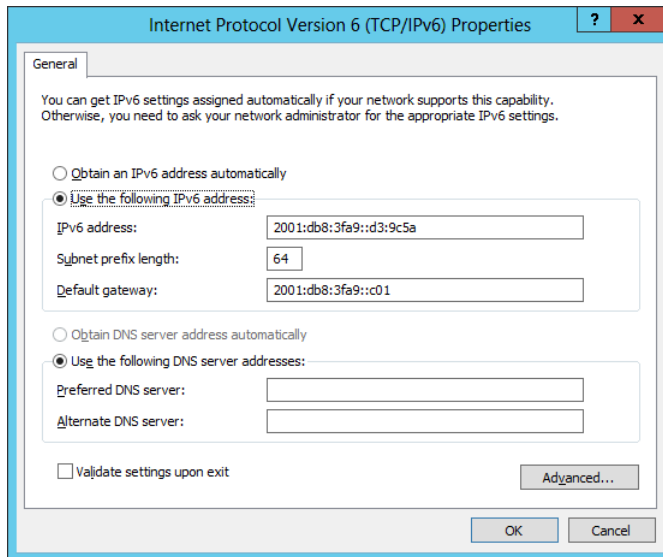 Internet Protocol Version 6 (TCP/IPv6) Properties
? x
General
You can get IPv6 settings assigned automatically if your network supports this capability.
Otherwise, you need to ask your network administrator for the appropriate IPv6 settings.
Obtain an IPv6 address automatically
Use the following IPv6 address:
IPv6 address: 2001:db8:3fa9::d3:9c5a
Subnet prefix length: 64
Default gateway: 2001:db8:3fa9::c01
Obtain DNS server address automatically
Use the following DNS server addresses:
Preferred DNS server:
Alternate DNS server:
Validate settings upon exit
Advanced...
OK Cancel